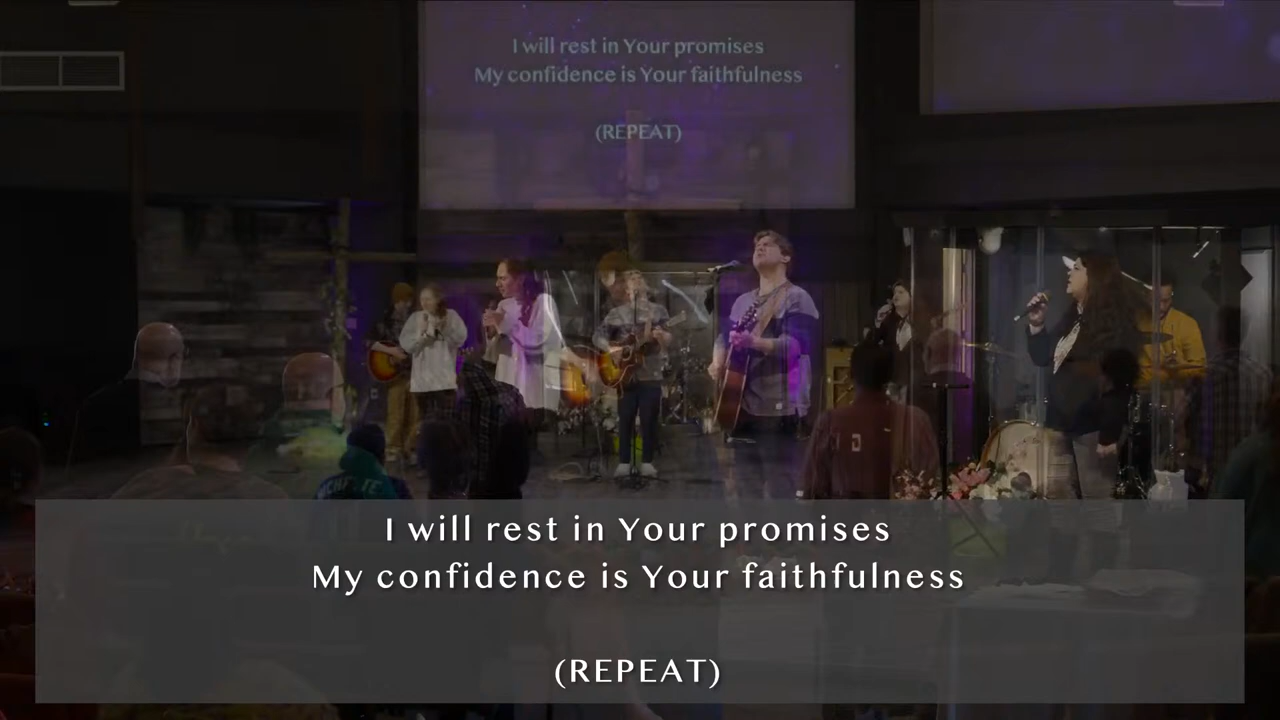 I will rest in Your promises
My confidence is Your faithfulness
(REPEAT)
I will rest in Your promises
My confidence is Your faithfulness
(REPEAT)